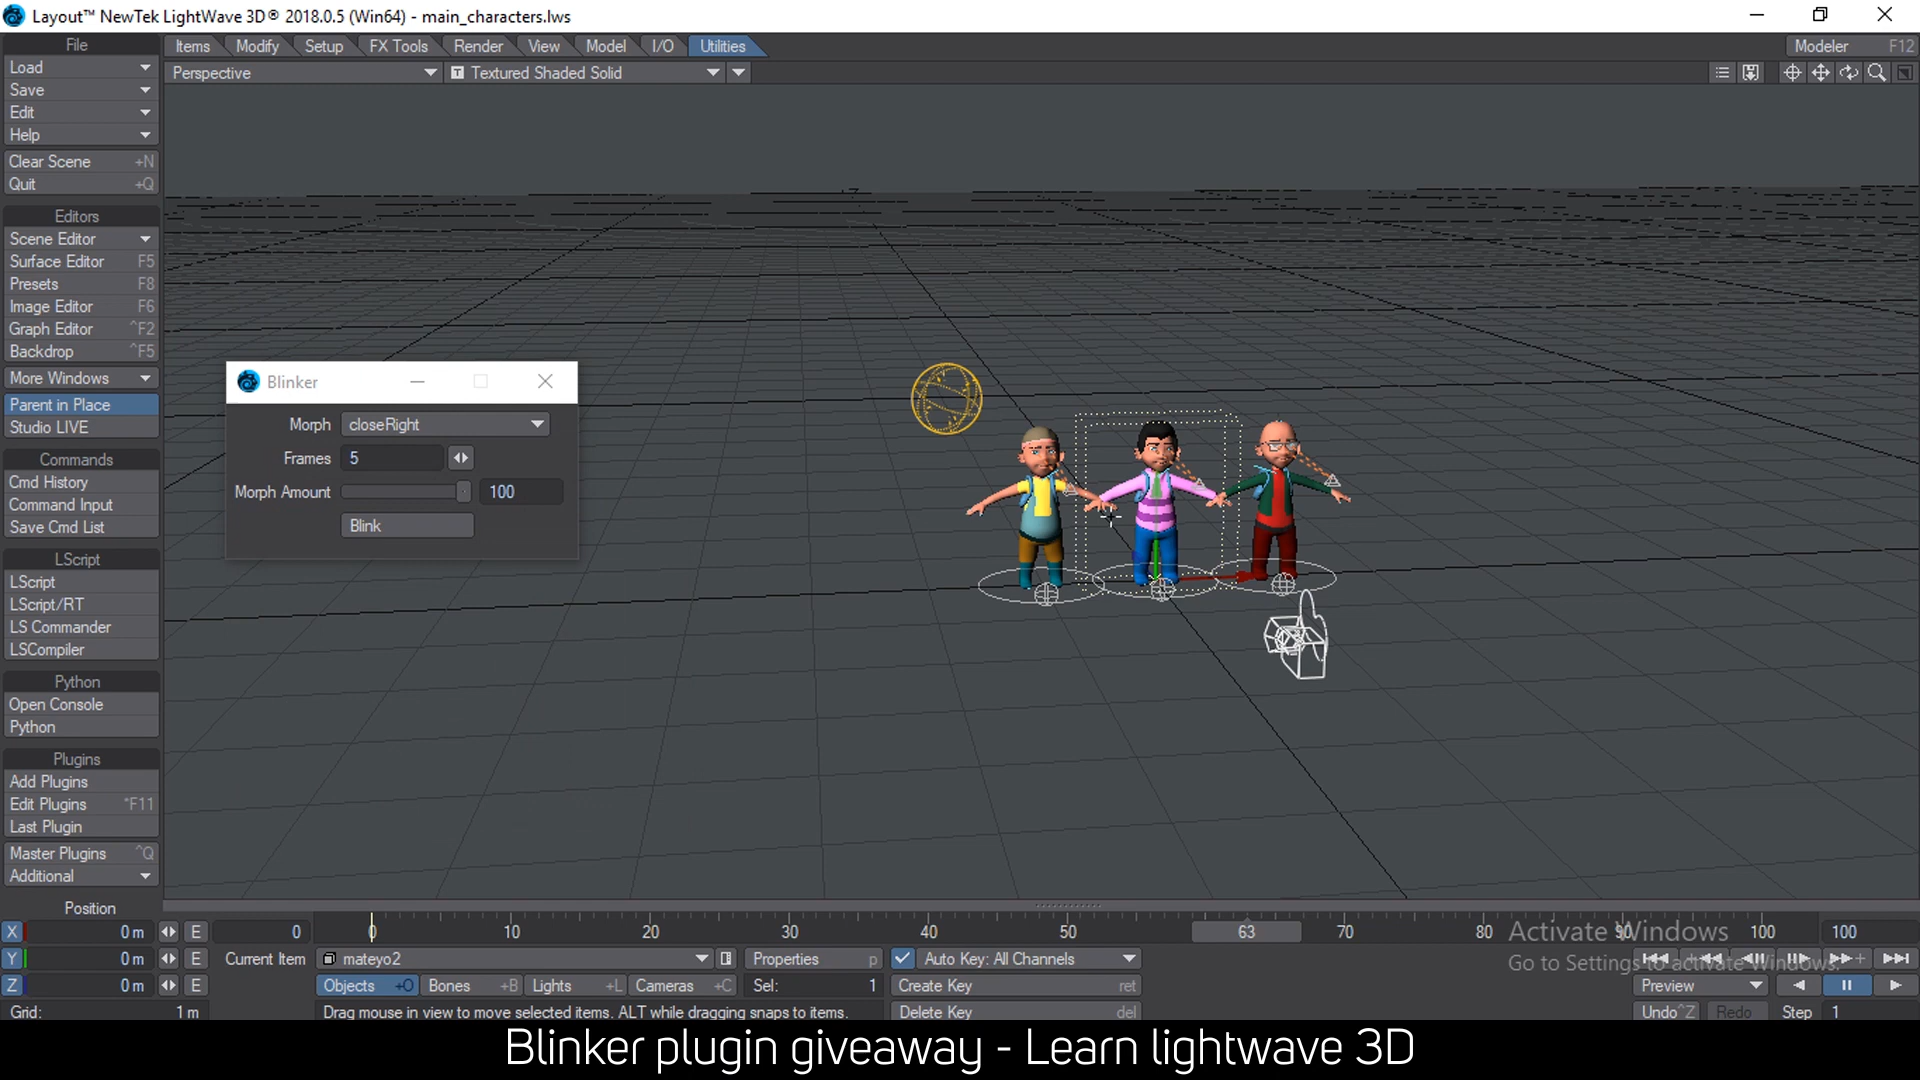 Layout™ NewTek LightWave 3D® 2018.0.5 (Win64) - main_characters.lws
File
Items Modify Setup FX Tools Render View Model I/O Utilities
Modeler F12
Load
Perspective
T Textured Shaded Solid
Save
Edit
Help
Clear Scene +N
Quit +Q
Editors
Scene Editor
Surface Editor F5
Presets F8
Image Editor F6
Graph Editor ^F2
Backdrop ^F5
More Windows
Parent in Place
Studio LIVE
Commands
Cmd History
Command Input
Save Cmd List
LScript
LScript
LScript/RT
LS Commander
LSCompiler
Python
Open Console
Python
Plugins
Add Plugins
Edit Plugins *F11
Last Plugin
Master Plugins ^Q
Additional
Blinker
Morph closeRight
Frames 5
Morph Amount 100
Blink
Position
X 0 m E 0
0 10 20 30 40 50 63 70 80 90 100 100
Y 0 m E Current Item mateyo2 Properties p Auto Key: All Channels
Z 0 m E Objects +O Bones +B Lights +L Cameras +C Sel: 1 Create Key ret
Preview
Grid: 1 m Drag mouse in view to move selected items. ALT while dragging snaps to items. Delete Key del
Undo ^Z Redo Step 1
Activate Windows
Go to Settings to activate Windows.
Blinker plugin giveaway - Learn lightwave 3D